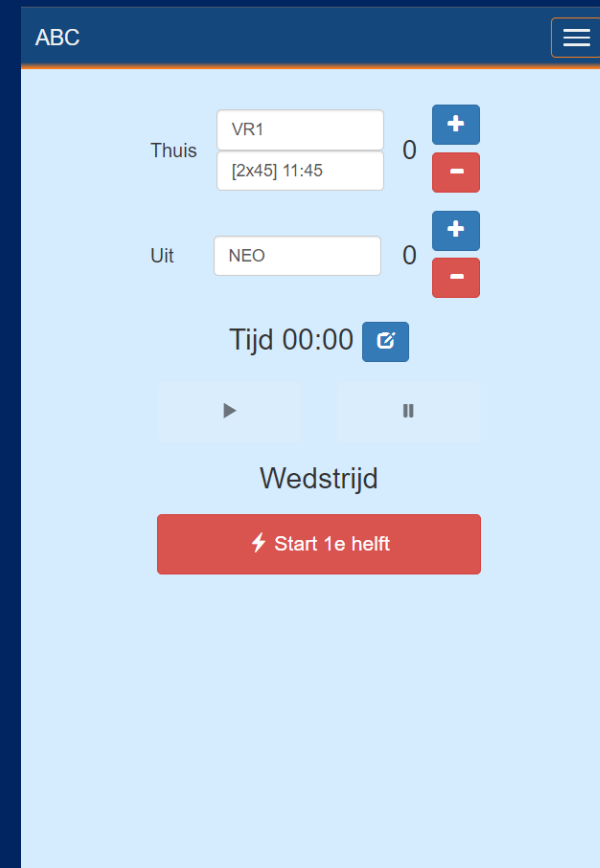 ABC
Thuis
VR1
[2x45] 11:45
0
Uit
NEO
0
Tijd 00:00
Wedstrijd
Start 1e helft